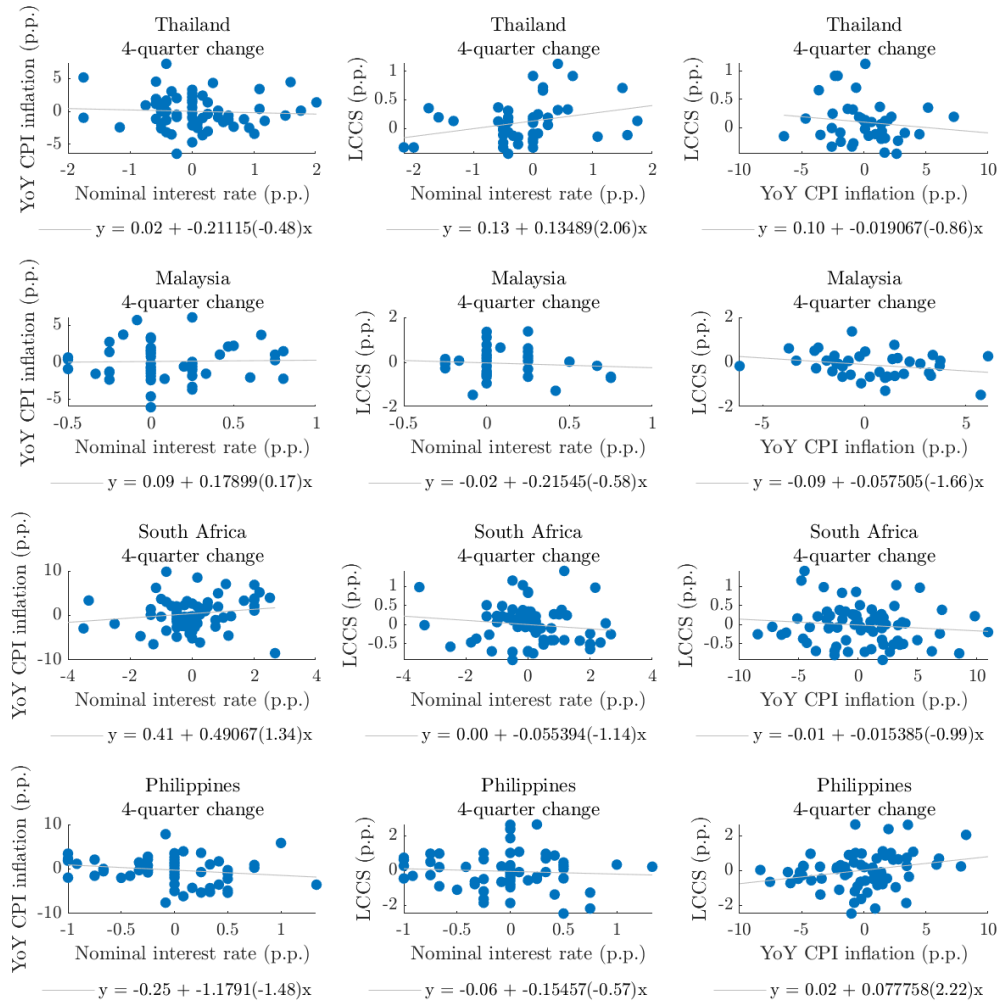 Thailand
4-quarter change
YoY CPI inflation (p.p.)
5
0
-5
-2 -1 0 1 2
Nominal interest rate (p.p.)
y = 0.02 + -0.21115(-0.48)x
Thailand
4-quarter change
LCCS (p.p.)
1
0.5
0
-2 -1 0 1 2
Nominal interest rate (p.p.)
y = 0.13 + 0.13489(2.06)x
Thailand
4-quarter change
LCCS (p.p.)
1
0.5
0
-10 -5 0 5 10
YoY CPI inflation (p.p.)
y = 0.10 + -0.019067(-0.86)x
Malaysia
4-quarter change
YoY CPI inflation (p.p.)
5
0
-5
-0.5 0 0.5 1
Nominal interest rate (p.p.)
y = 0.09 + 0.17899(0.17)x
Malaysia
4-quarter change
LCCS (p.p.)
2
0
-2
-0.5 0 0.5 1
Nominal interest rate (p.p.)
y = -0.02 + -0.21545(-0.58)x
Malaysia
4-quarter change
LCCS (p.p.)
2
0
-2
-5 0 5
YoY CPI inflation (p.p.)
y = -0.09 + -0.057505(-1.66)x
South Africa
4-quarter change
YoY CPI inflation (p.p.)
10
0
-10
-4 -2 0 2 4
Nominal interest rate (p.p.)
y = 0.41 + 0.49067(1.34)x
South Africa
4-quarter change
LCCS (p.p.)
1
0.5
0
-0.5
-4 -2 0 2 4
Nominal interest rate (p.p.)
y = 0.00 + -0.055394(-1.14)x
South Africa
4-quarter change
LCCS (p.p.)
1
0.5
0
-0.5
-10 -5 0 5 10
YoY CPI inflation (p.p.)
y = -0.01 + -0.015385(-0.99)x
Philippines
4-quarter change
YoY CPI inflation (p.p.)
10
0
-10
-1 -0.5 0 0.5 1
Nominal interest rate (p.p.)
y = -0.25 + -1.1791(-1.48)x
Philippines
4-quarter change
LCCS (p.p.)
2
0
-2
-1 -0.5 0 0.5 1
Nominal interest rate (p.p.)
y = -0.06 + -0.15457(-0.57)x
Philippines
4-quarter change
LCCS (p.p.)
2
0
-2
-10 -5 0 5 10
YoY CPI inflation (p.p.)
y = 0.02 + 0.077758(2.22)x